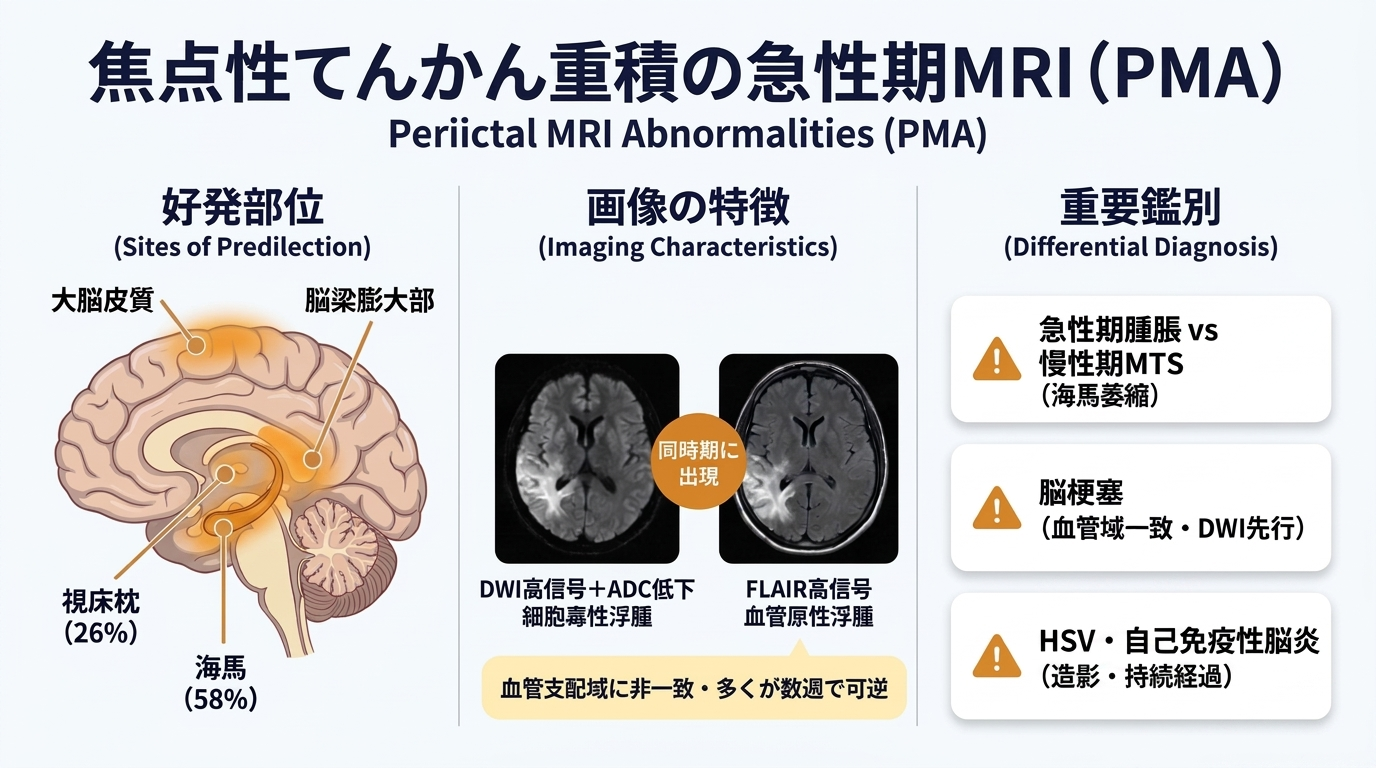 焦点性てんかん重積の急性期MRI（PMA）
Periictal MRI Abnormalities (PMA)
好発部位
(Sites of Predilection)
大脳皮質
脳梁膨大部
視床枕
（26%）
海馬
（58%）
画像の特徴
(Imaging Characteristics)
同時期に
出現
DWI高信号＋ADC低下
細胞毒性浮腫
FLAIR高信号
血管原性浮腫
血管支配域に非一致・多くが数週で可逆
重要鑑別
(Differential Diagnosis)
急性期腫脹 vs
慢性期MTS
（海馬萎縮）
脳梗塞
（血管域一致・DWI先行）
HSV・自己免疫性脳炎
（造影・持続経過）